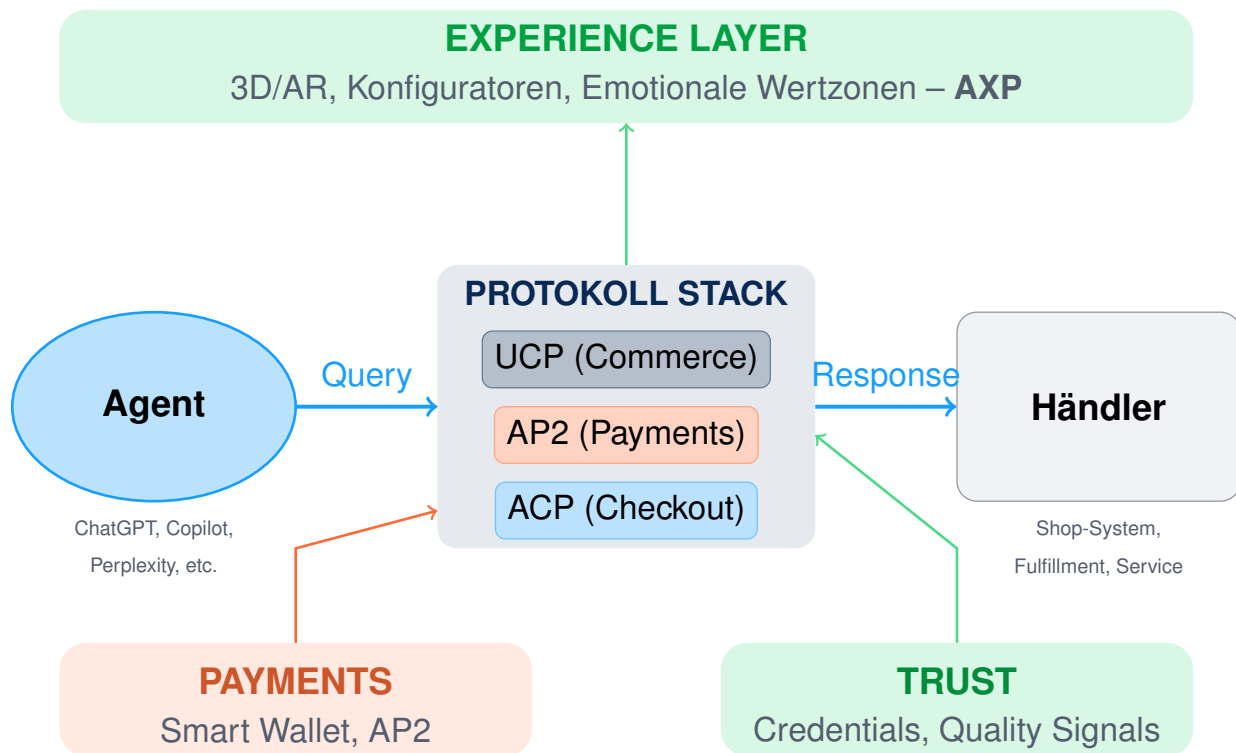 EXPERIENCE LAYER
3D/AR, Konfiguratoren, Emotionale Wertzonen – AXP
PROTOKOLL STACK
UCP (Commerce)
Query
Response
Agent
Händler
AP2 (Payments)
ACP (Checkout)
ChatGPT, Copilot,
Perplexity, etc.
Shop-System,
Fulfillment, Service
PAYMENTS
Smart Wallet, AP2
TRUST
Credentials, Quality Signals